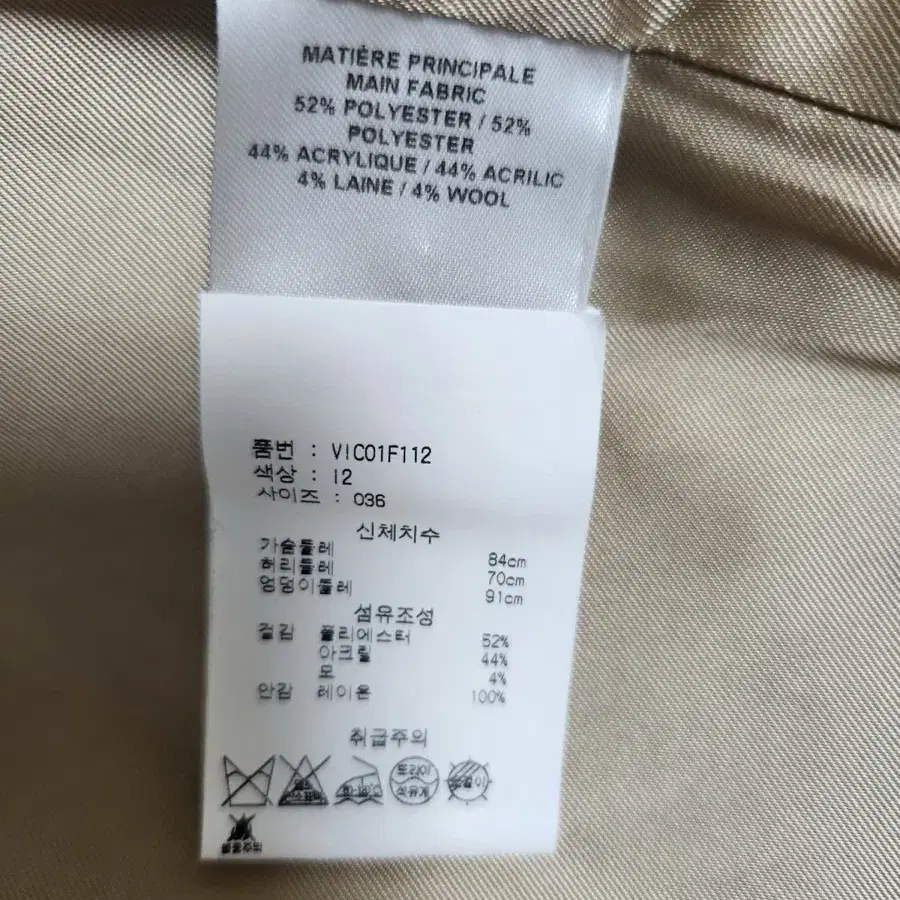 MATIÈRE PRINCIPALE
MAIN FABRIC
52% POLYESTER / 52%
POLYESTER
44% ACRYLIQUE / 44% ACRILIC
4% LAINE / 4% WOOL
품번 : VIC01F112
색상 : I2
사이즈 : 036
신체치수
가슴둘레 84cm
허리둘레 70cm
엉덩이둘레 91cm
섬유조성
겉감 폴리에스터 52%
아크릴 44%
모 4%
안감 레이온 100%
취급주의
드라이
석유계